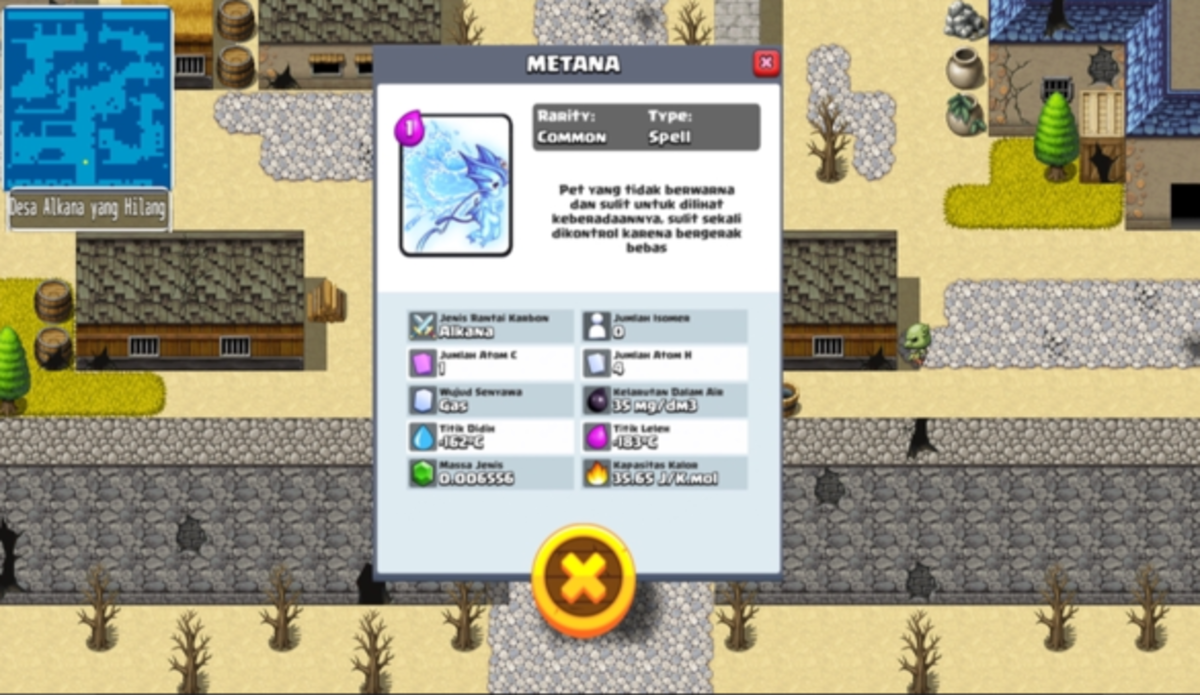 METANA
1
Rarity:
Type:
Common
Spell
Pet yang tidak berwarna
dan sulit untuk dilihat
keberadaannya, sulit sekali
dikontrol karena bergerak
bebas
Desa Alkana yang Hilang
Jenis Rantai Karbon
Alkana
Jumlah Isomer
0
Jumlah Atom C
1
Jumlah Atom H
4
Wujud Senyawa
Gas
Kelarutan Dalam Air
35 mg/dm3
Titik Didih
-162°C
Titik Leleh
-183°C
Massa Jenis
0.006556
Kapasitas Kalor
35.65 J/K.mol